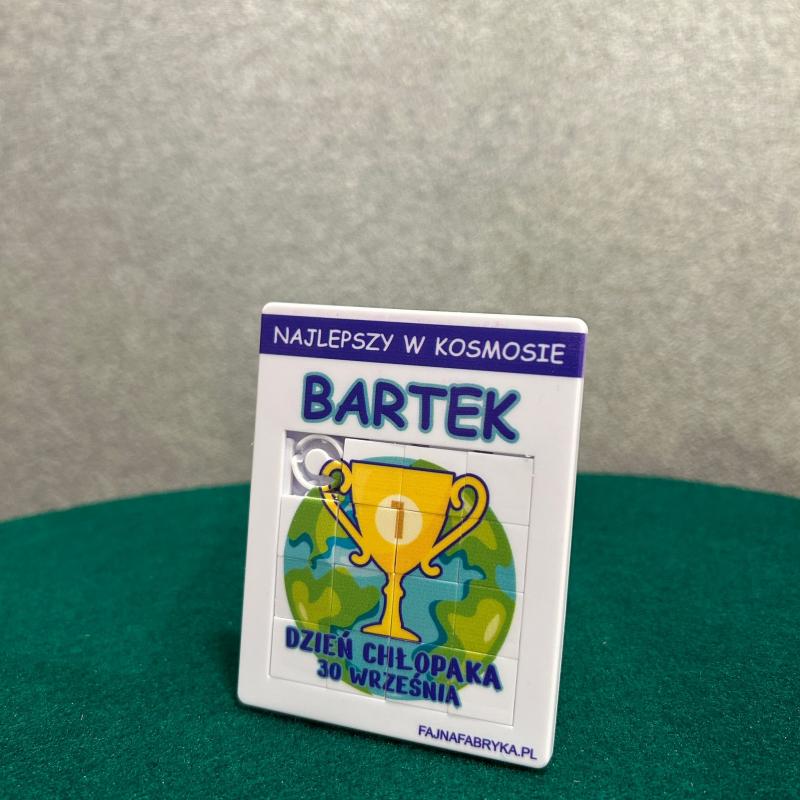 NAJLEPSZY W KOSMOSIE
BARTEK
1
DZIEŃ CHŁOPAKA
30 WRZEŚNIA
FAJNAFABRYKA.PL